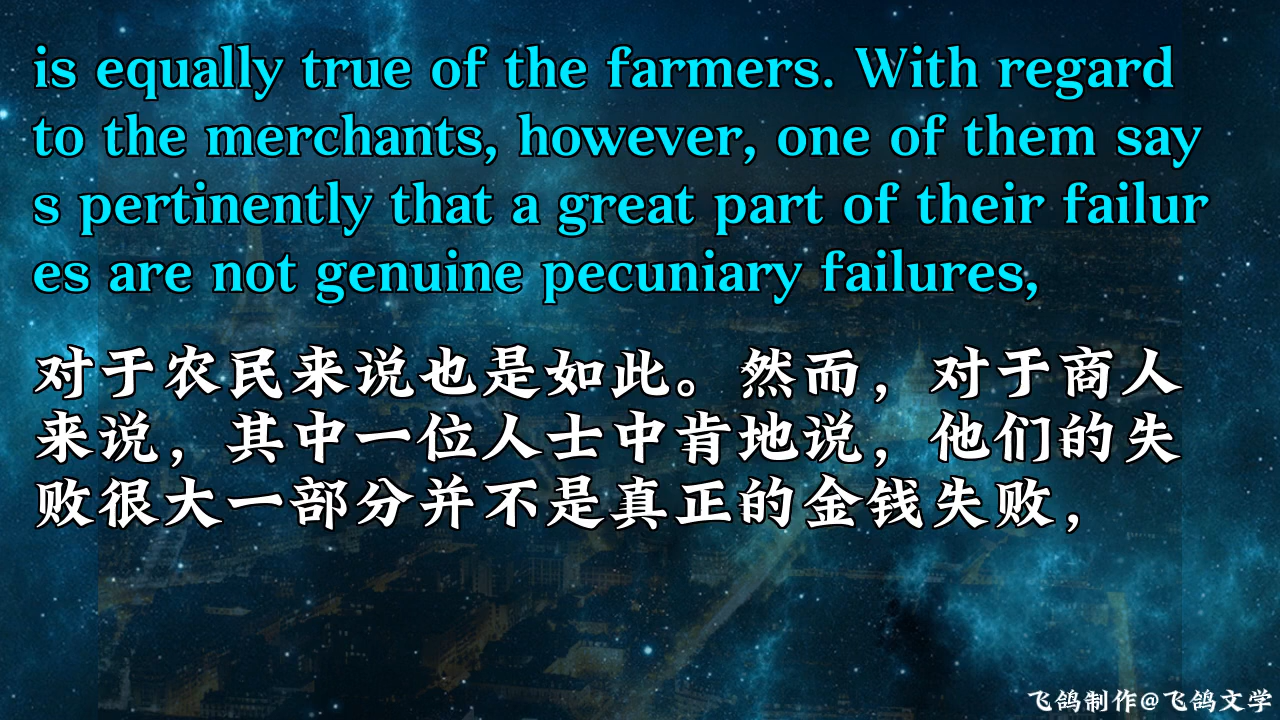 is equally true of the farmers. With regard
to the merchants, however, one of them say
s pertinently that a great part of their failur
es are not genuine pecuniary failures,
对于农民来说也是如此。然而，对于商人
来说，其中一位人士中肯地说，他们的失
败很大一部分并不是真正的金钱失败，
飞鸽制作@飞鸽文学